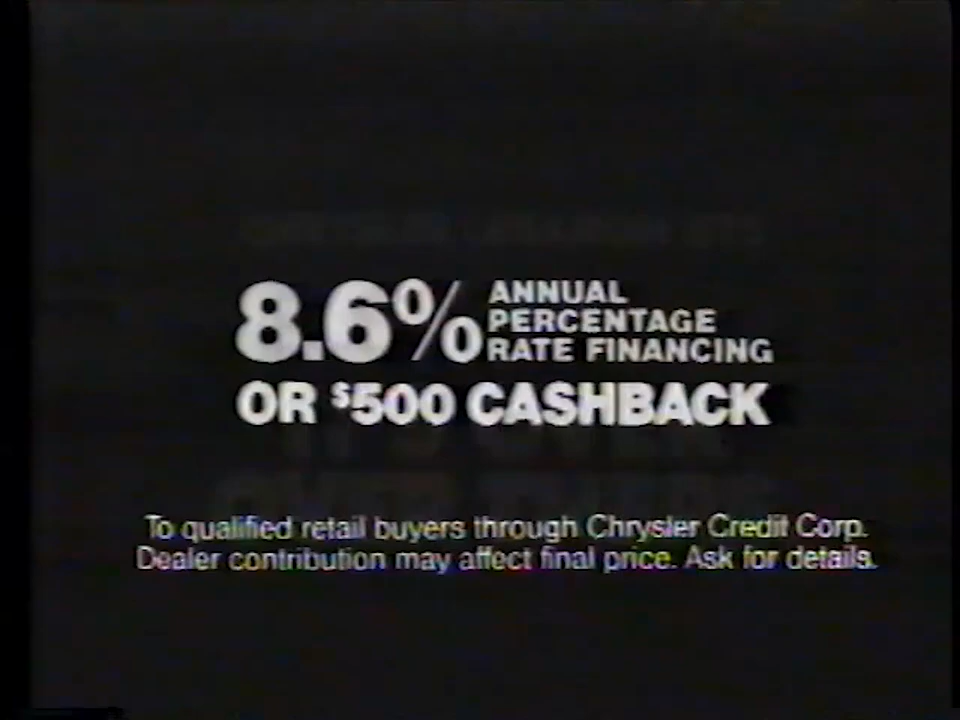 8.6% ANNUAL
PERCENTAGE
RATE FINANCING
OR $500 CASHBACK
To qualified retail buyers through Chrysler Credit Corp.
Dealer contribution may affect final price. Ask for details.